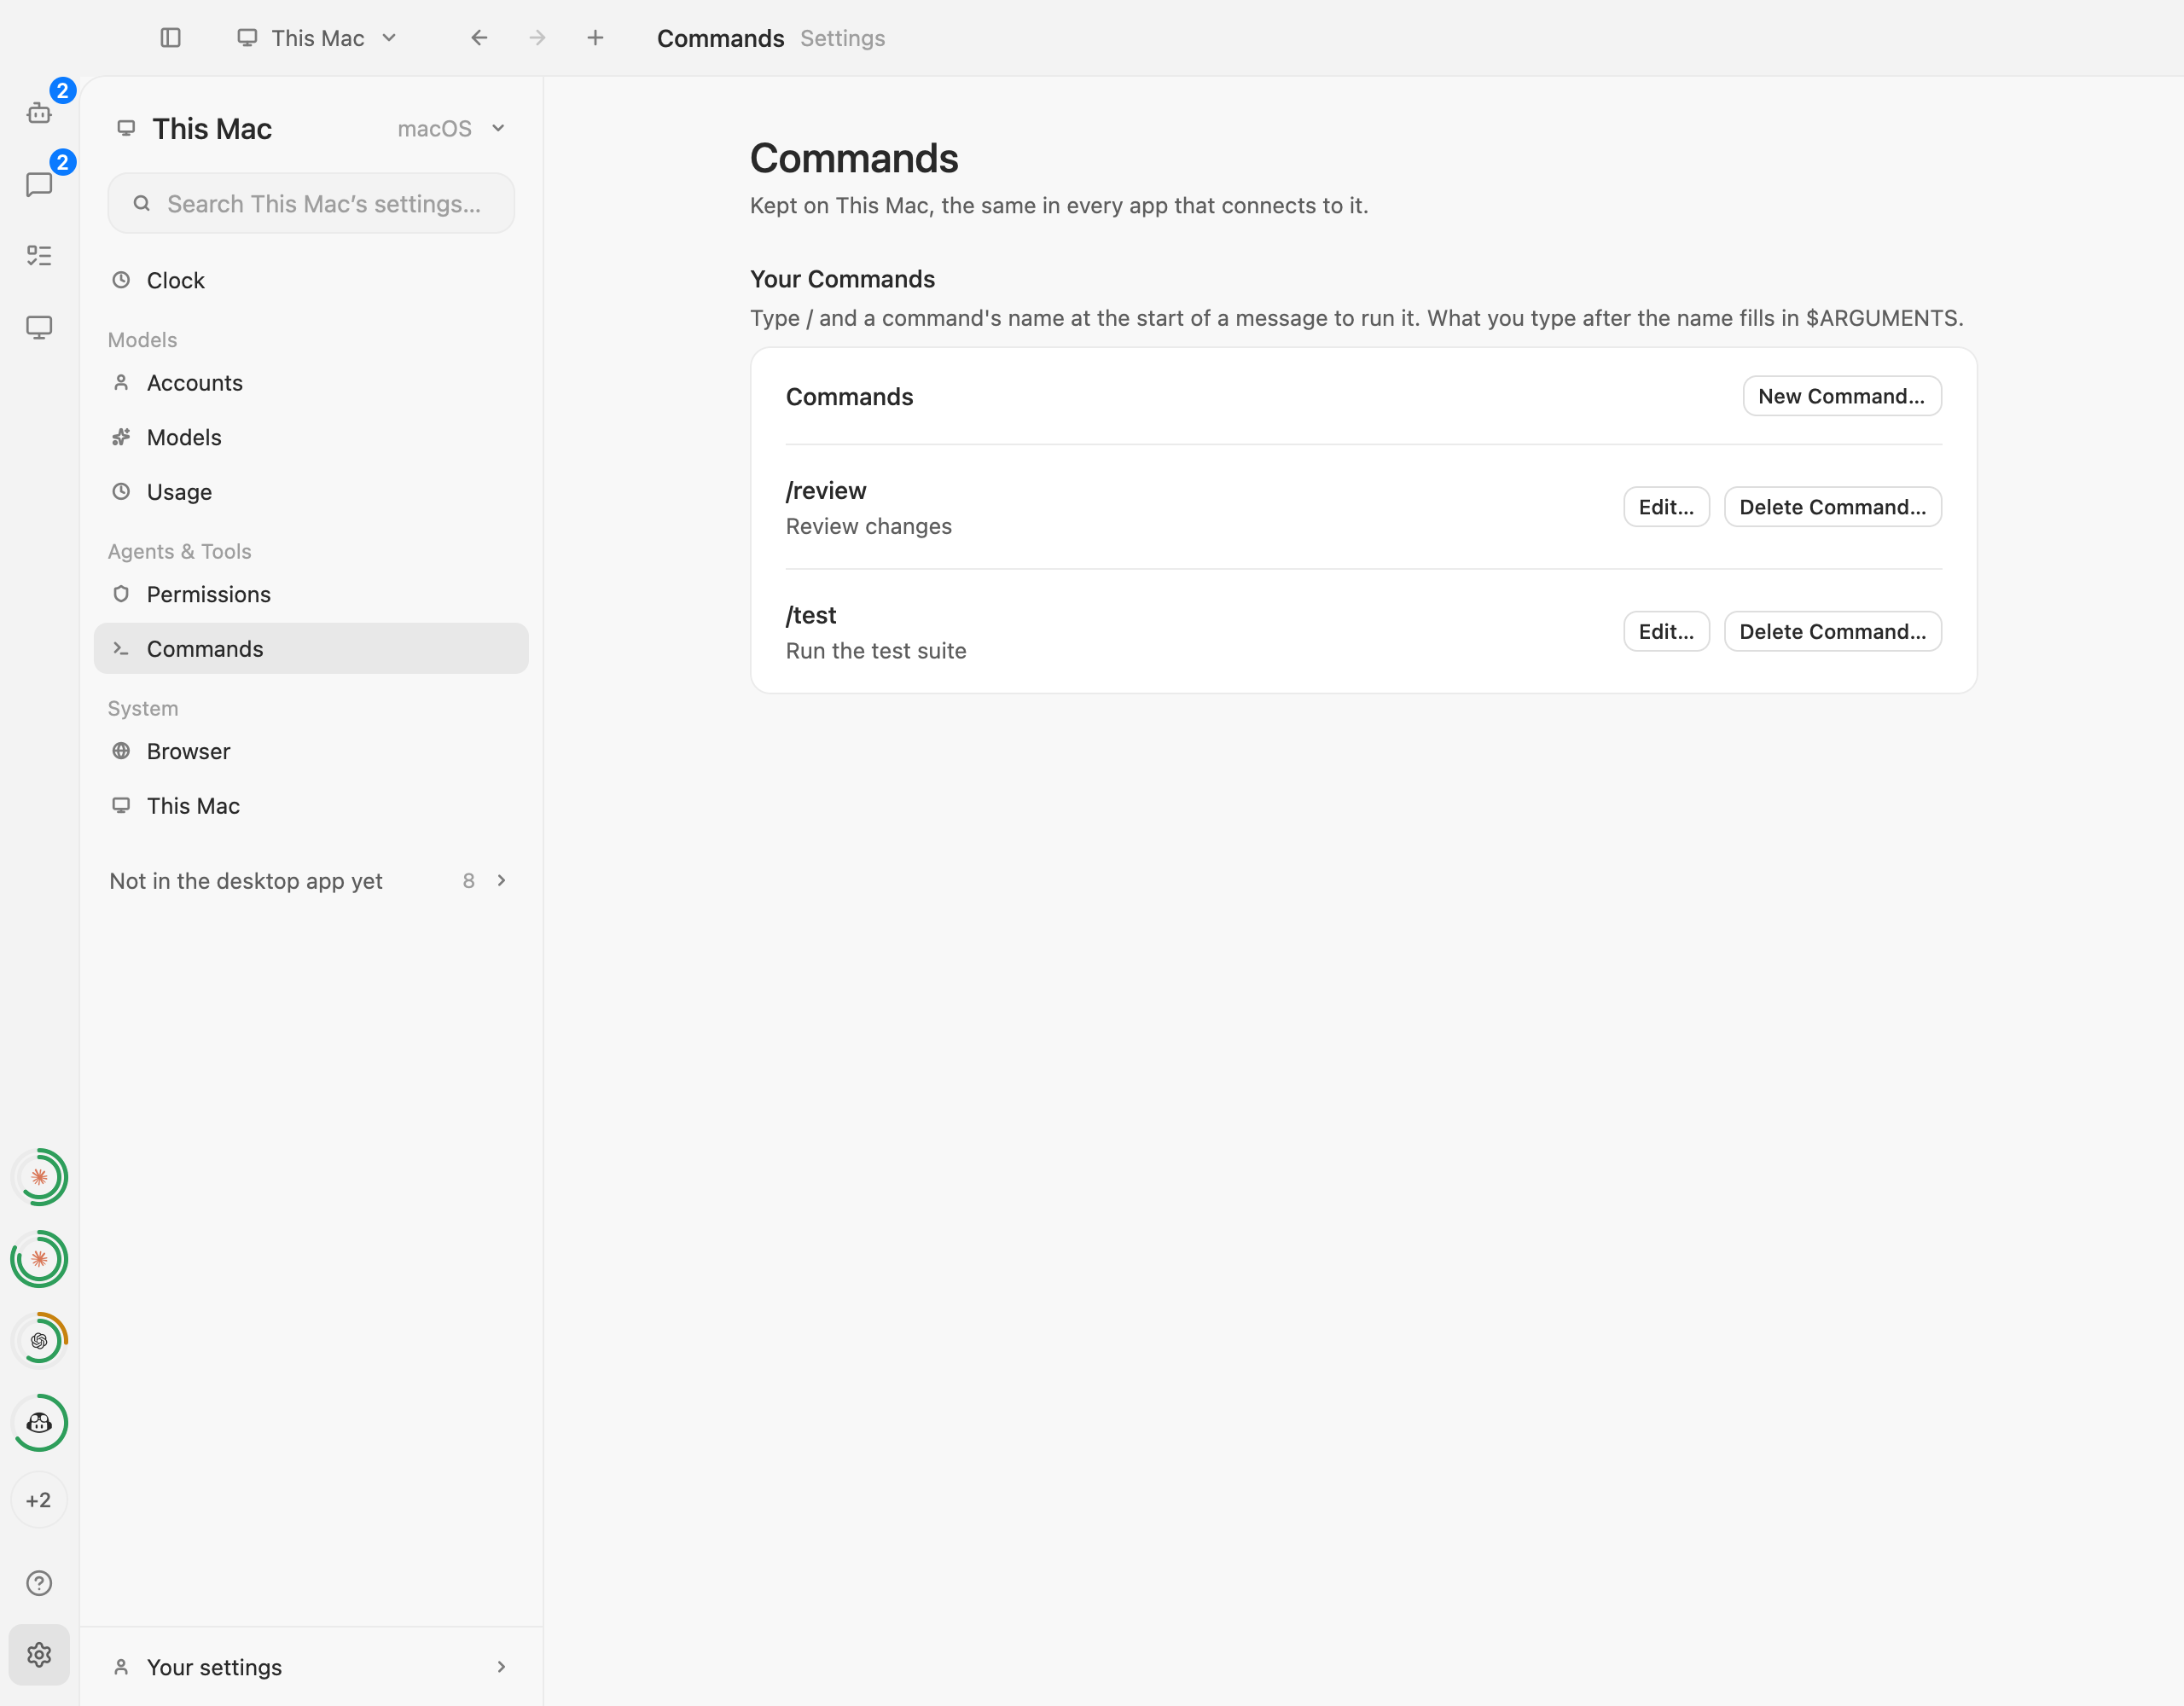 This Mac
Commands Settings
2
2
This Mac macOS
Search This Mac’s settings...
Clock
Models
Accounts
Models
Usage
Agents & Tools
Permissions
Commands
System
Browser
This Mac
Not in the desktop app yet 8
+2
Your settings
Commands
Kept on This Mac, the same in every app that connects to it.
Your Commands
Type / and a command's name at the start of a message to run it. What you type after the name fills in $ARGUMENTS.
Commands New Command...
/review
Review changes
Edit... Delete Command...
/test
Run the test suite
Edit... Delete Command...